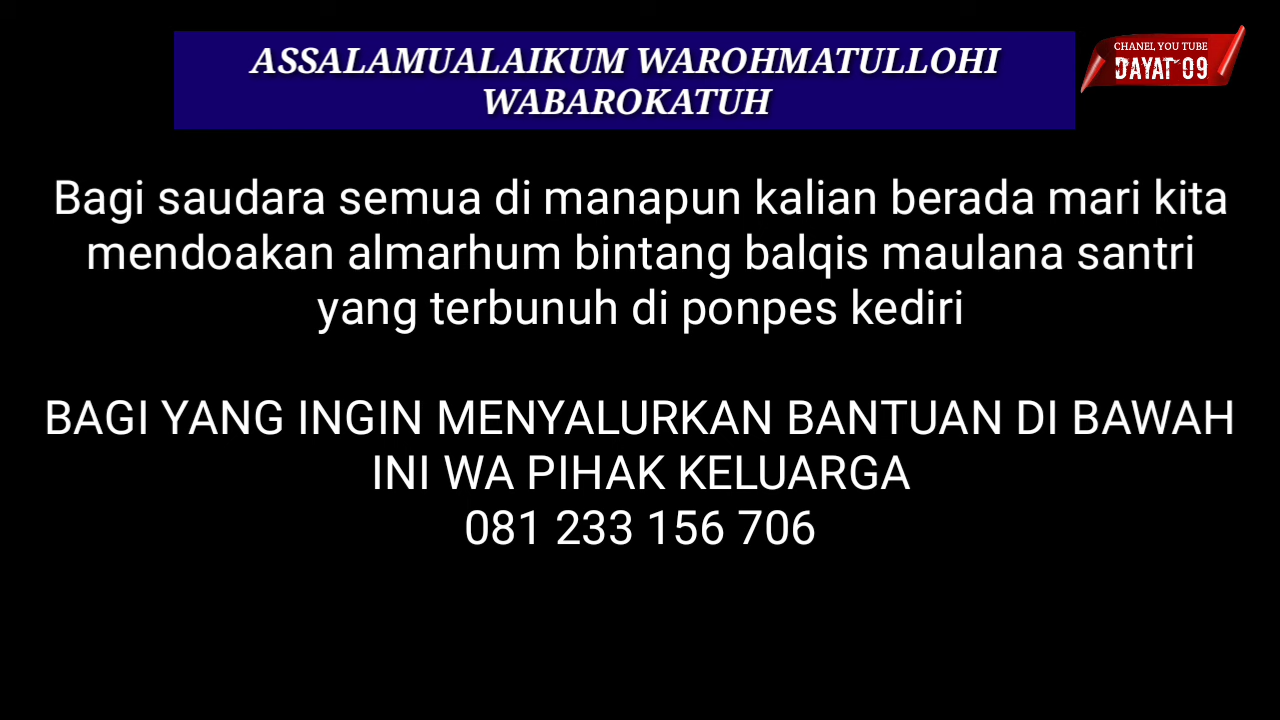 ASSALAMUALAIKUM WAROHMATULLOHI
WABAROKATUH
CHANEL YOU TUBE
DAYAT 09
Bagi saudara semua di manapun kalian berada mari kita
mendoakan almarhum bintang balqis maulana santri
yang terbunuh di ponpes kediri
BAGI YANG INGIN MENYALURKAN BANTUAN DI BAWAH
INI WA PIHAK KELUARGA
081 233 156 706